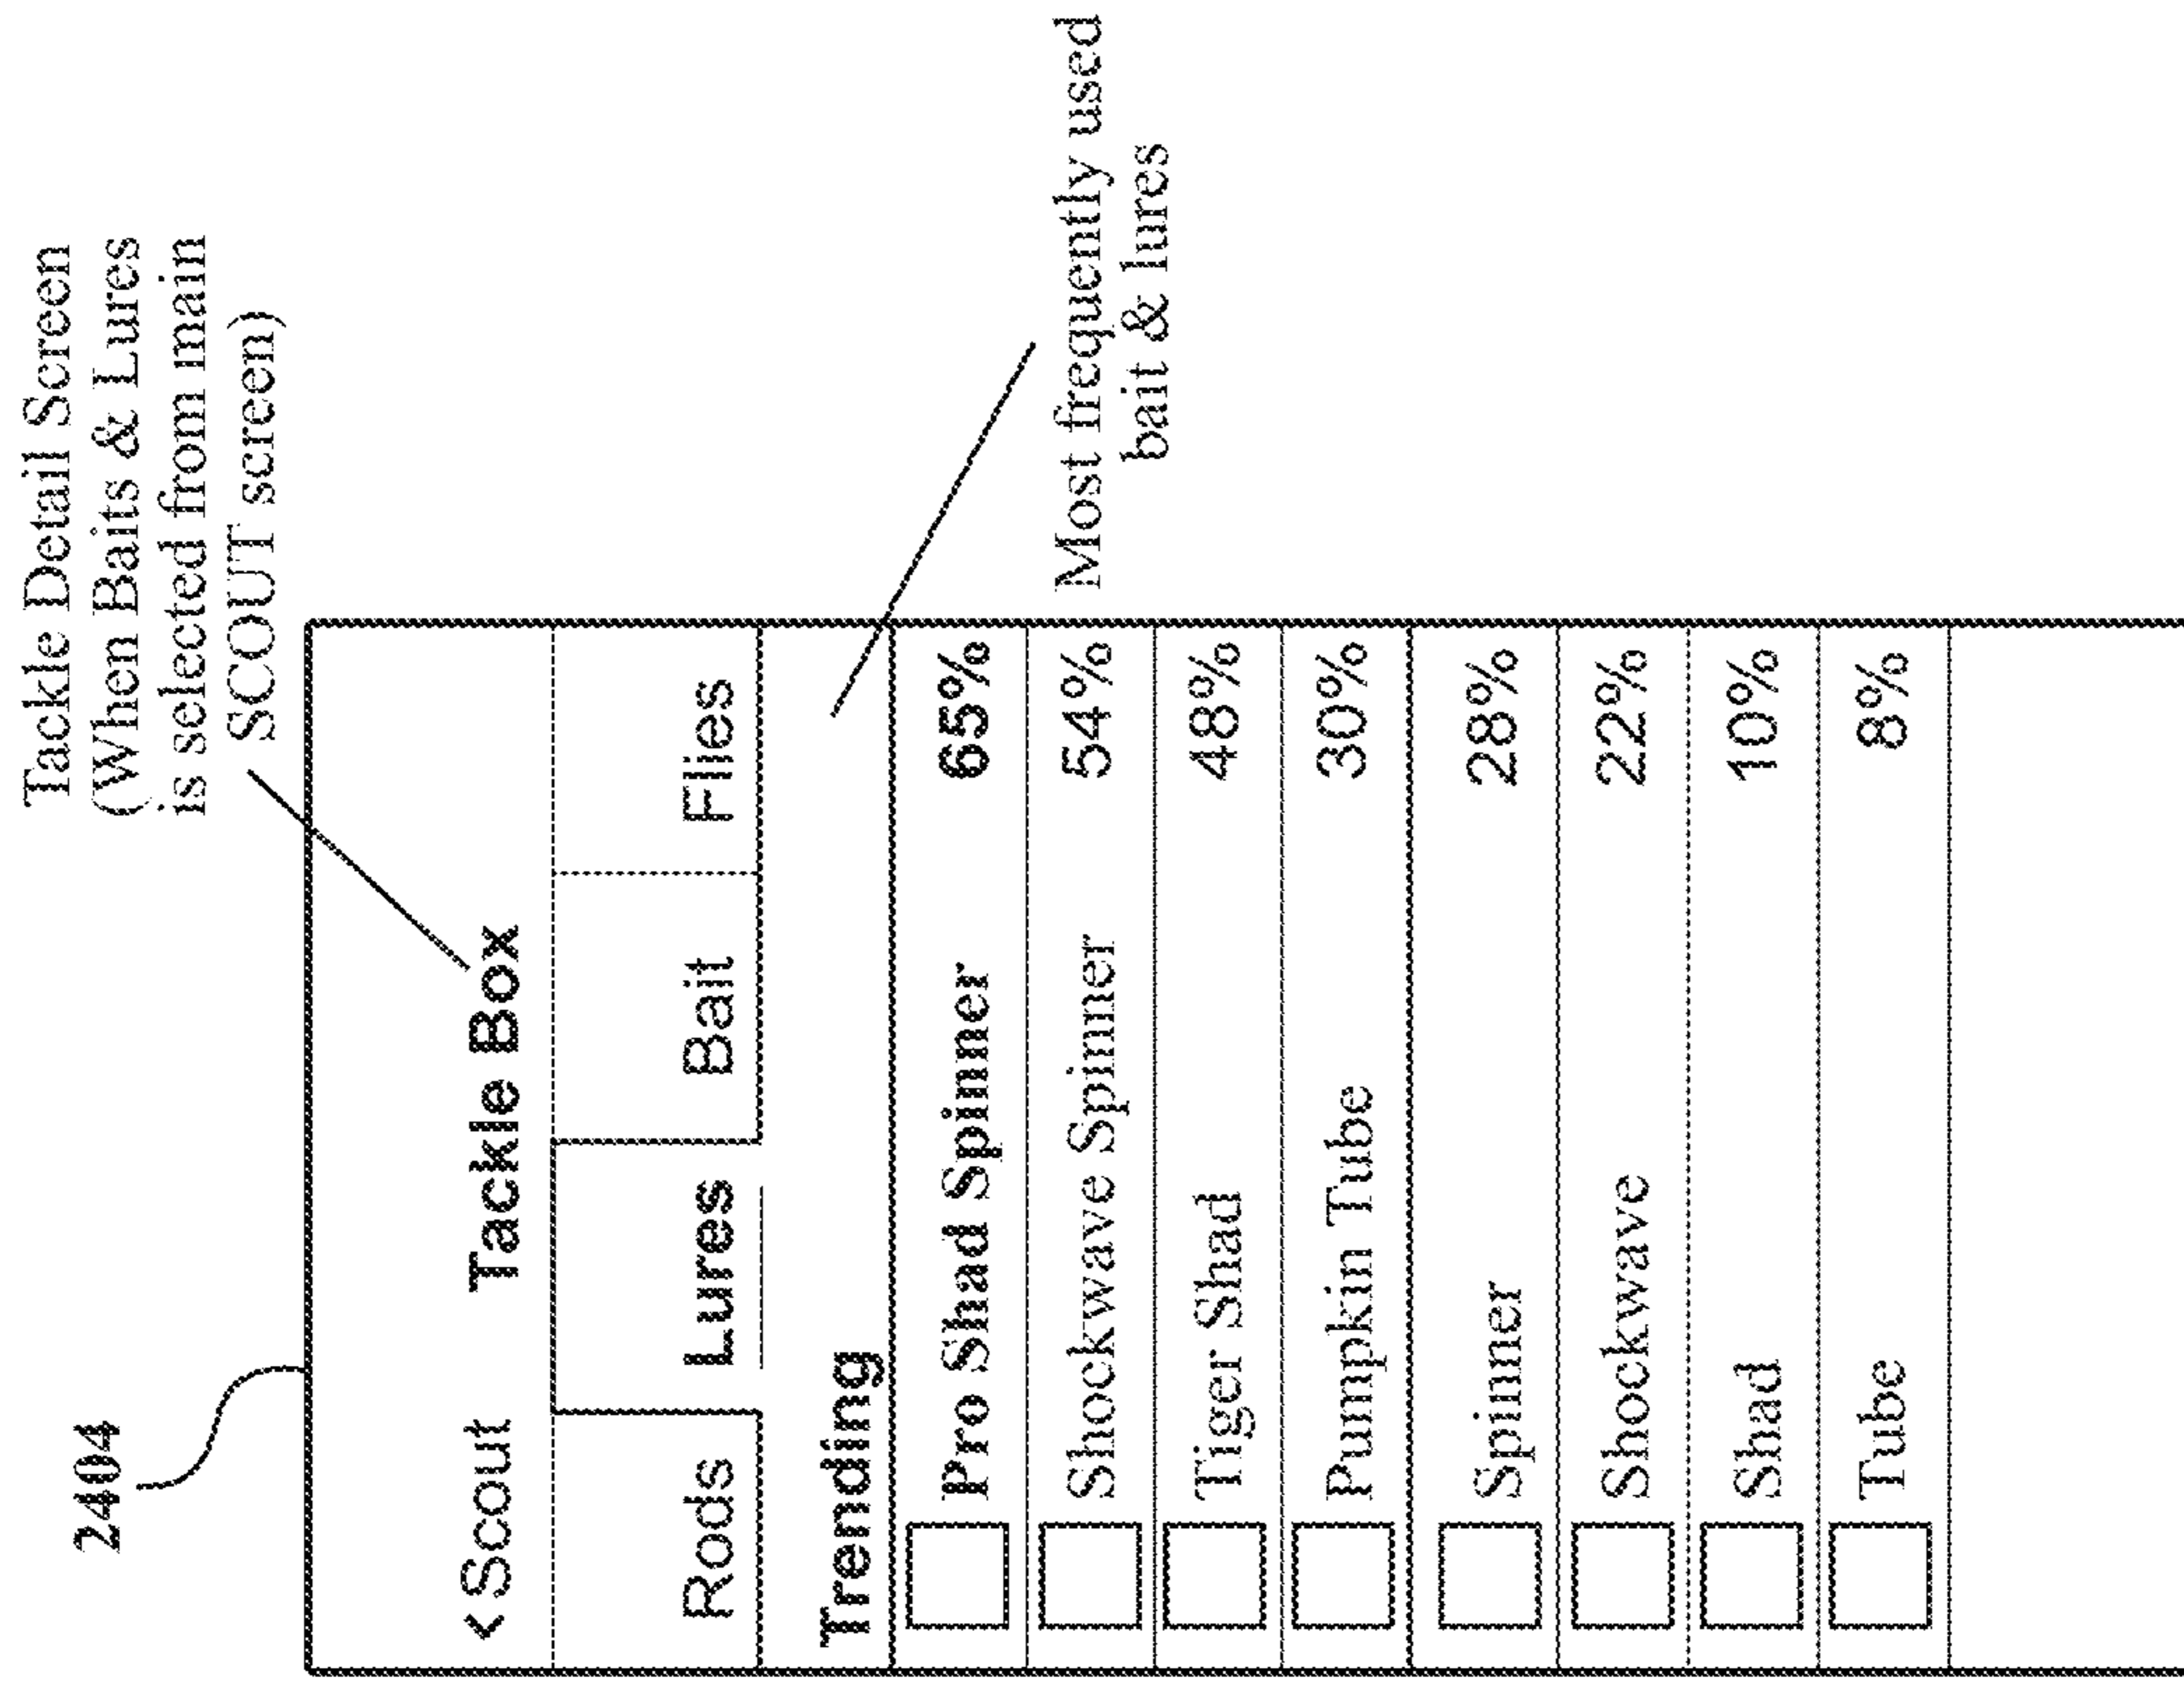 2404
Tackle Detail Screen
(When Baits & Lures
is selected from main
SCOUT screen)
< Scout Tackle Box
Rods Lures Bait Flies
Trending
Most frequently used
bait & lures
Pro Shad Spinner 65%
Shockwave Spinner 54%
Tiger Shad 48%
Pumpkin Tube 30%
Spinner 28%
Shockwave 22%
Shad 10%
Tube 8%